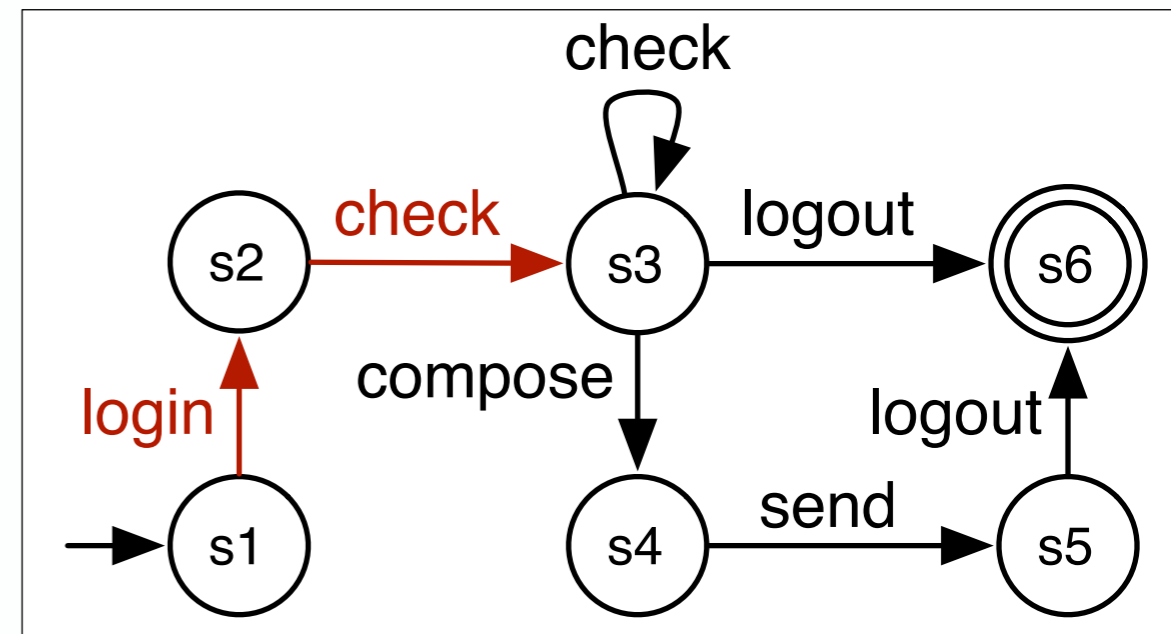 check
check
logout
s2
s3
s6
compose
login
logout
send
s1
s4
s5